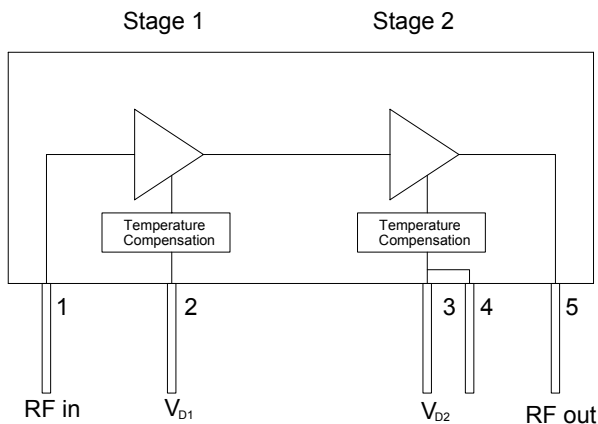 Stage 1
Stage 2
Temperature
Compensation
Temperature
Compensation
1
2
3
4
5
RF in
VD1
VD2
RF out